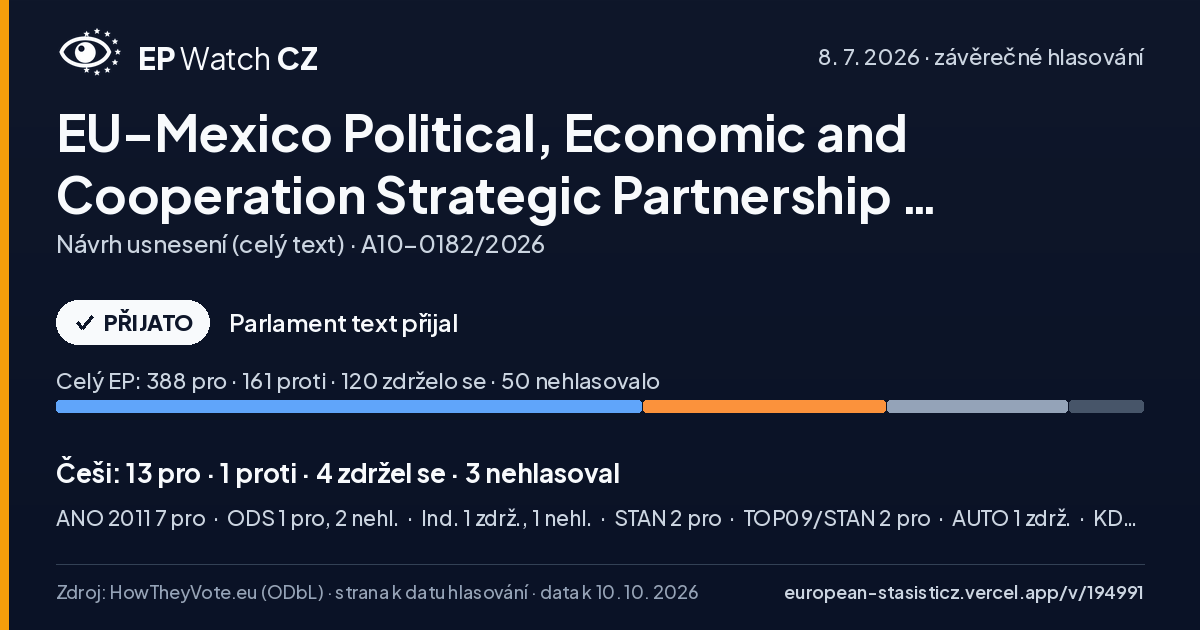 EP Watch CZ
8. 7. 2026 · závěrečné hlasování
EU–Mexico Political, Economic and
Cooperation Strategic Partnership …
Návrh usnesení (celý text) · A10–0182/2026
✓ PŘIJATO
Parlament text přijal
Celý EP: 388 pro · 161 proti · 120 zdrželo se · 50 nehlasovalo
Češi: 13 pro · 1 proti · 4 zdržel se · 3 nehlasoval
ANO 2011 7 pro · ODS 1 pro, 2 nehl. · Ind. 1 zdrž., 1 nehl. · STAN 2 pro · TOP09/STAN 2 pro · AUTO 1 zdrž. · KD…
Zdroj: HowTheyVote.eu (ODbL) · strana k datu hlasování · data k 10. 10. 2026
european-stasisticz.vercel.app/v/194991